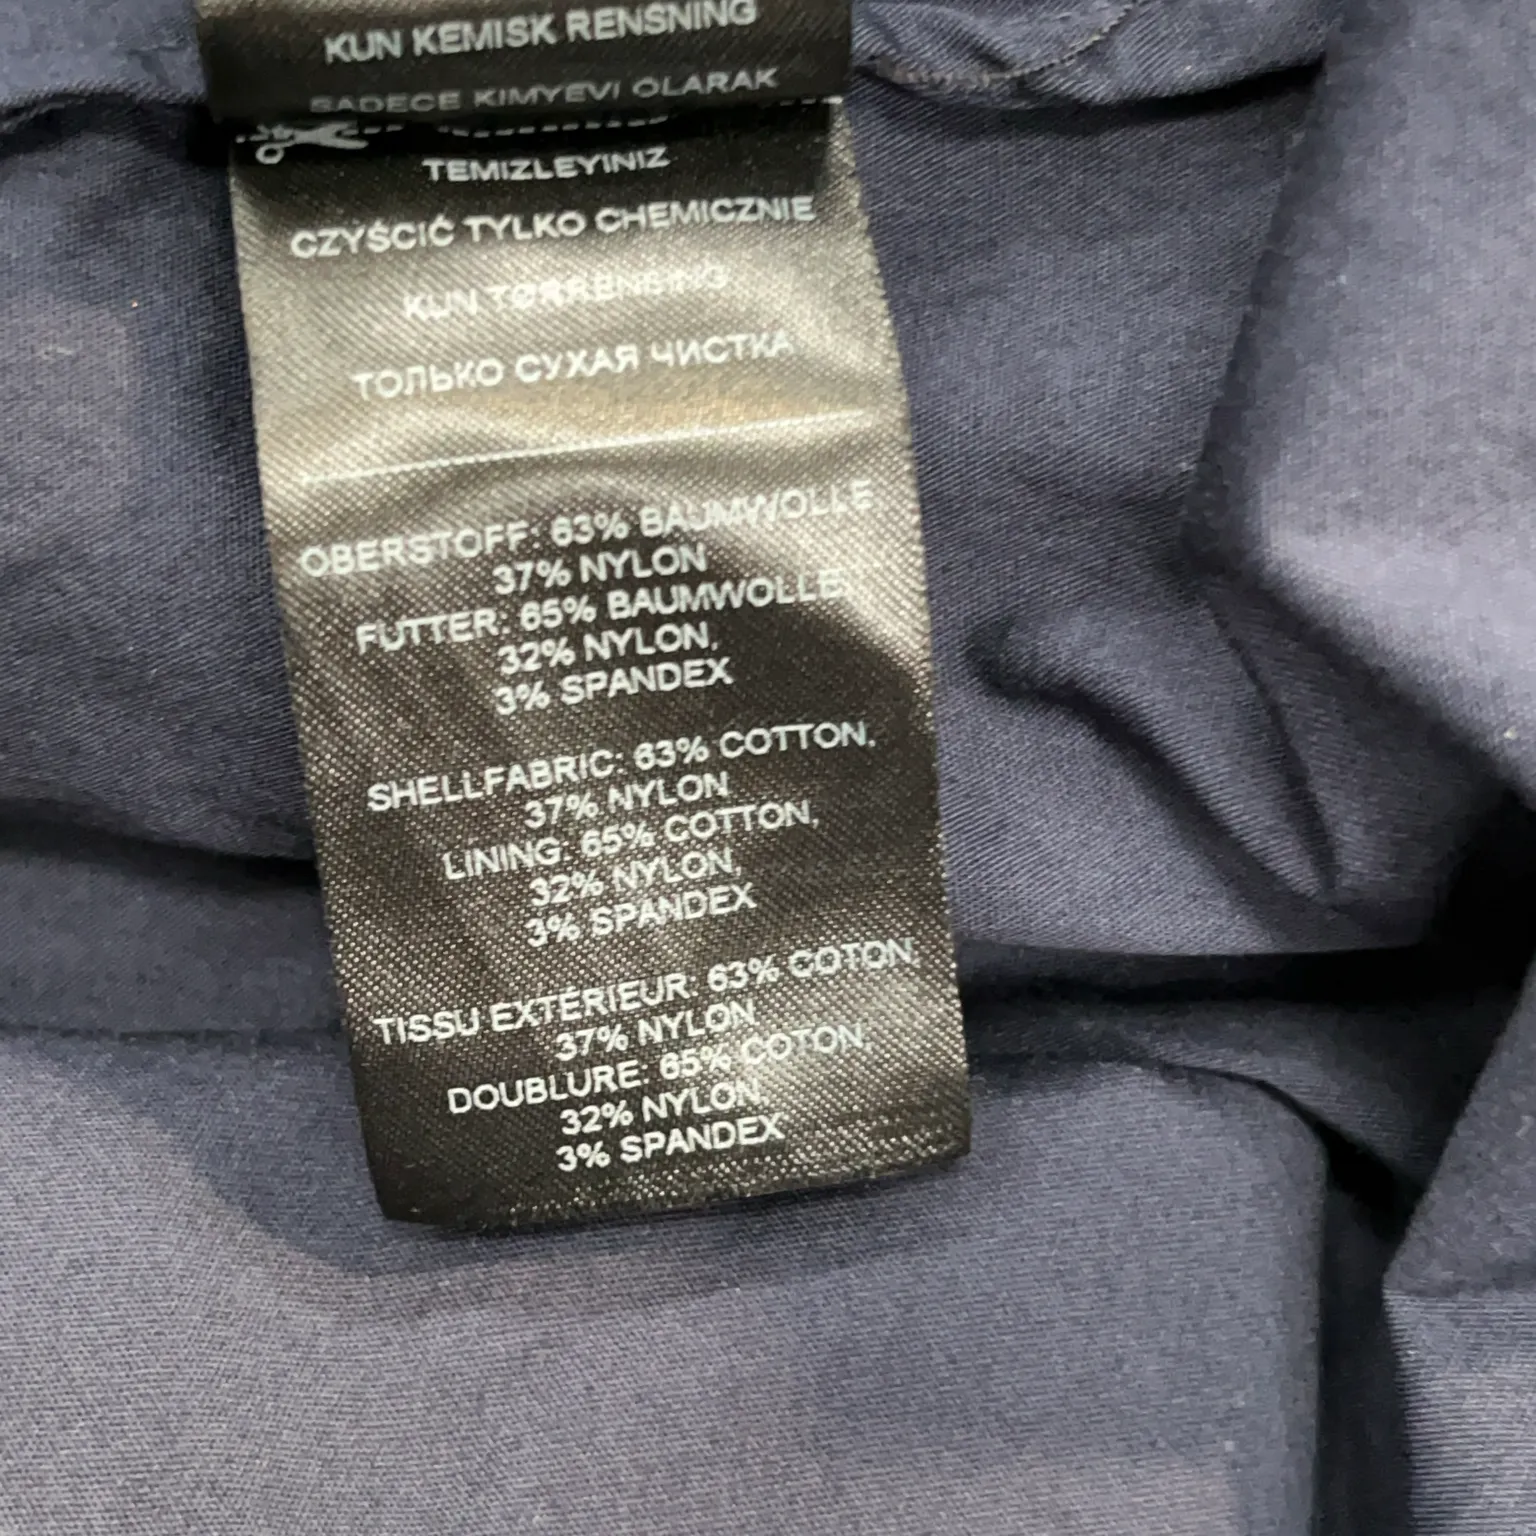 KUN KEMISK RENSNING
SADECE KIMYEVI OLARAK
TEMIZLEYINIZ
CZYŚCIĆ TYLKO CHEMICZNIE
KUN TØRRENSING
ТОЛЬКО СУХАЯ ЧИСТКА
OBERSTOFF: 63% BAUMWOLLE,
37% NYLON
FUTTER: 65% BAUMWOLLE,
32% NYLON,
3% SPANDEX
SHELLFABRIC: 63% COTTON,
37% NYLON
LINING: 65% COTTON,
32% NYLON,
3% SPANDEX
TISSU EXTÉRIEUR: 63% COTON,
37% NYLON
DOUBLURE: 65% COTON,
32% NYLON,
3% SPANDEX